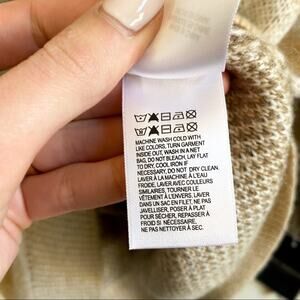 MACHINE WASH COLD WITH
LIKE COLORS, TURN GARMENT
INSIDE OUT, WASH IN A NET
BAG, DO NOT BLEACH, LAY FLAT
TO DRY, COOL IRON IF
NECESSARY, DO NOT DRY CLEAN.
LAVER À LA MACHINE À L'EAU
FROIDE, LAVER AVEC COULEURS
SIMILAIRES, TOURNER LE
VÊTEMENT À L'ENVERS, LAVER
DANS UN SAC EN FILET, NE PAS
JAVELLISER, POSER À PLAT
POUR SÉCHER, REPASSER À
FROID SI NÉCESSAIRE,
NE PAS NETTOYER À SEC.